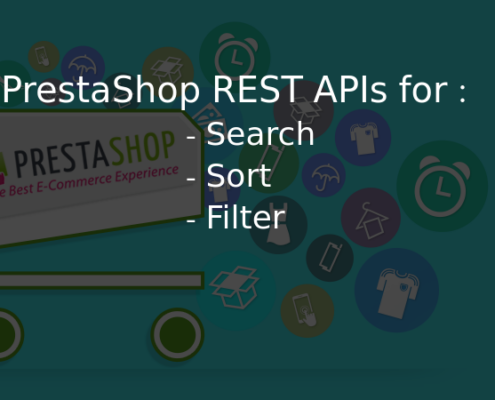 PrestaShop REST APIs for :
- Search
- Sort
- Filter
PRESTASHOP
e Best E-Commerce Experience